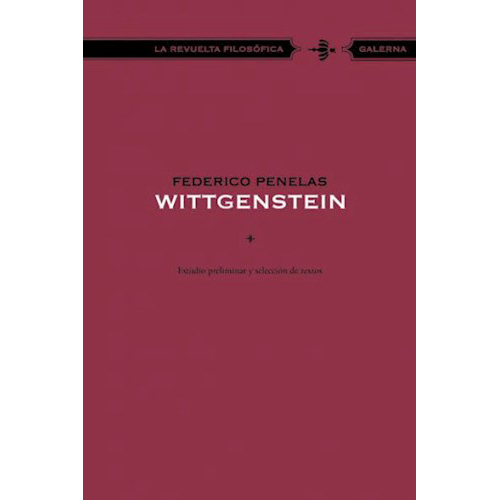 LA REVUELTA FILOSÓFICA GALERNA
FEDERICO PENELAS
WITTGENSTEIN
Estudio preliminar y selección de textos